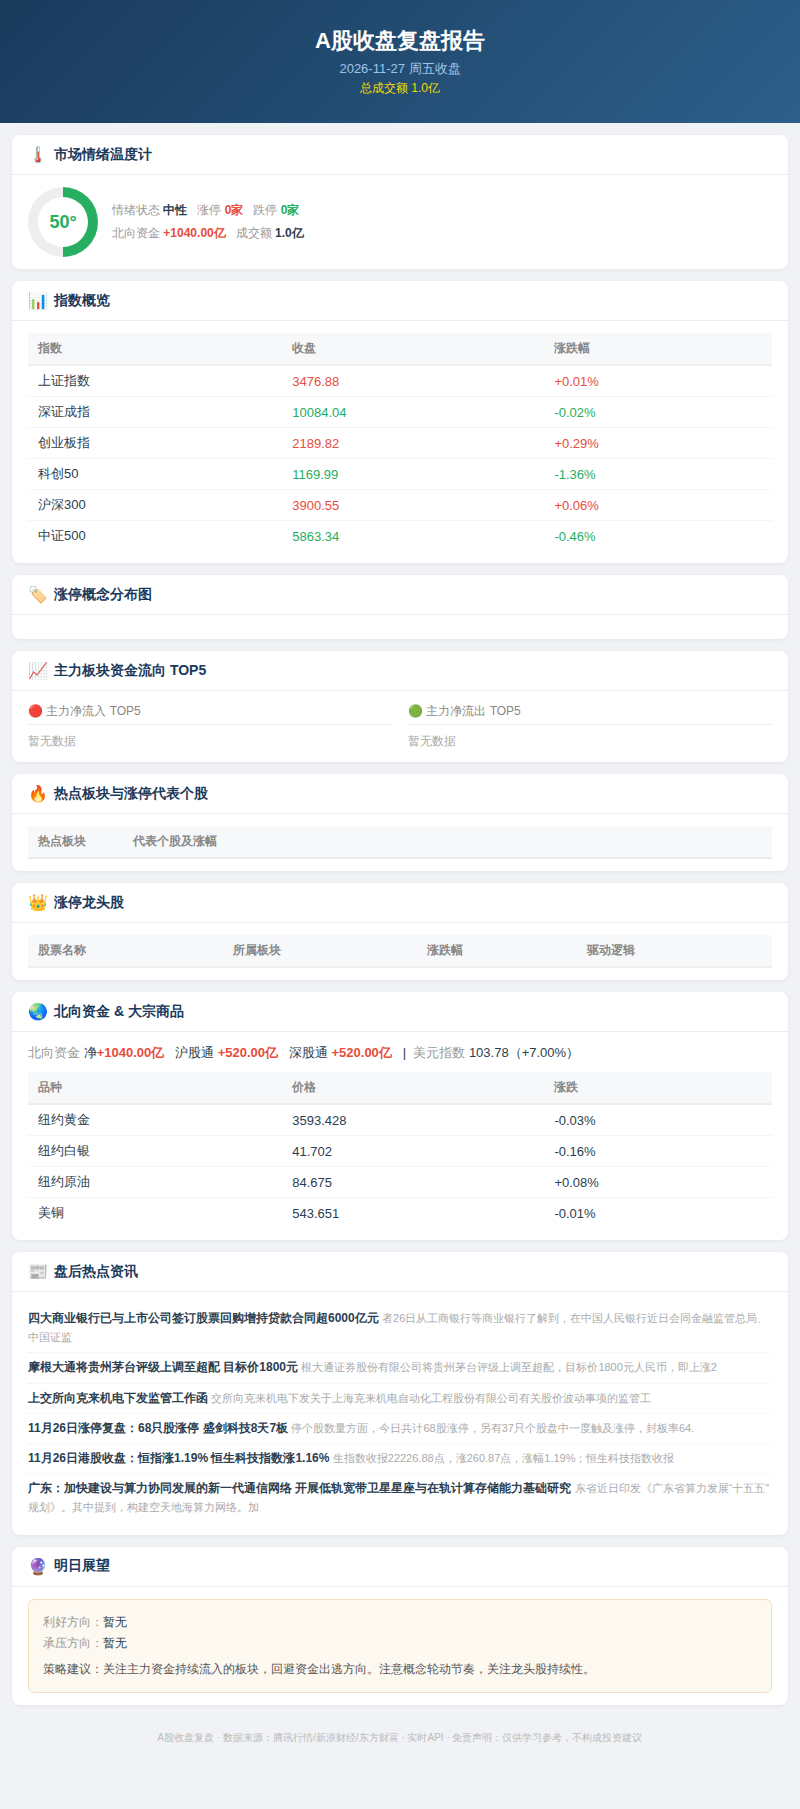 A股收盘复盘报告
2026-11-27 周五收盘
总成交额 1.0亿
市场情绪温度计
50°
情绪状态 中性 涨停 0家 跌停 0家
北向资金 +1040.00亿 成交额 1.0亿
指数概览
指数 收盘 涨跌幅
上证指数 3476.88 +0.01%
深证成指 10084.04 -0.02%
创业板指 2189.82 +0.29%
科创50 1169.99 -1.36%
沪深300 3900.55 +0.06%
中证500 5863.34 -0.46%
涨停概念分布图
主力板块资金流向 TOP5
主力净流入 TOP5
暂无数据
主力净流出 TOP5
暂无数据
热点板块与涨停代表个股
热点板块 代表个股及涨幅
涨停龙头股
股票名称 所属板块 涨跌幅 驱动逻辑
北向资金 & 大宗商品
北向资金 净+1040.00亿 沪股通 +520.00亿 深股通 +520.00亿 | 美元指数 103.78（+7.00%）
品种 价格 涨跌
纽约黄金 3593.428 -0.03%
纽约白银 41.702 -0.16%
纽约原油 84.675 +0.08%
美铜 543.651 -0.01%
盘后热点资讯
四大商业银行已与上市公司签订股票回购增持贷款合同超6000亿元 者26日从工商银行等商业银行了解到，在中国人民银行近日会同金融监管总局、
中国证监
摩根大通将贵州茅台评级上调至超配 目标价1800元 根大通证券股份有限公司将贵州茅台评级上调至超配，目标价1800元人民币，即上涨2
上交所向克来机电下发监管工作函 交所向克来机电下发关于上海克来机电自动化工程股份有限公司有关股价波动事项的监管工
11月26日涨停复盘：68只股涨停 盛剑科技8天7板 停个股数量方面，今日共计68股涨停，另有37只个股盘中一度触及涨停，封板率64.
11月26日港股收盘：恒指涨1.19% 恒生科技指数涨1.16% 生指数收报22226.88点，涨260.87点，涨幅1.19%；恒生科技指数收报
广东：加快建设与算力协同发展的新一代通信网络 开展低轨宽带卫星星座与在轨计算存储能力基础研究 东省近日印发《广东省算力发展“十五五”
规划》。其中提到，构建空天地海算力网络。加
明日展望
利好方向：暂无
承压方向：暂无
策略建议：关注主力资金持续流入的板块，回避资金出逃方向。注意概念轮动节奏，关注龙头股持续性。
A股收盘复盘 · 数据来源：腾讯行情/新浪财经/东方财富 · 实时API · 免责声明：仅供学习参考，不构成投资建议